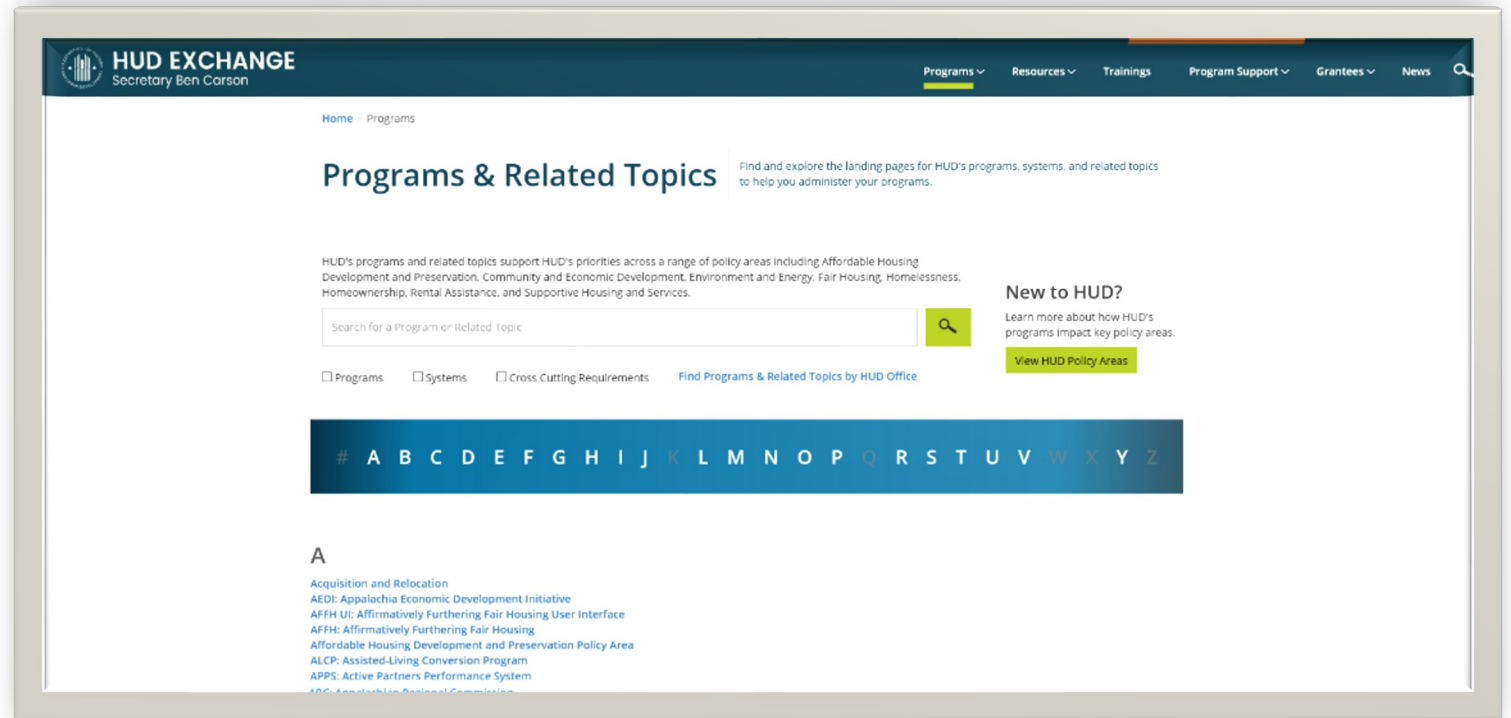 HUD EXCHANGE
Secretary Ben Carson
Programs Resources Trainings Program Support Grantees News
Home Programs
Programs & Related Topics
Find and explore the landing pages for HUD's programs, systems, and related topics
to help you administer your programs.
HUD's programs and related topics support HUD's priorities across a range of policy areas including Affordable Housing
Development and Preservation, Community and Economic Development, Environment and Energy, Fair Housing, Homelessness,
Homeownership, Rental Assistance, and Supportive Housing and Services.
Search for a Program or Related Topic
Programs Systems Cross Cutting Requirements Find Programs & Related Topics by HUD Office
New to HUD?
Learn more about how HUD's
programs impact key policy areas.
View HUD Policy Areas
# A B C D E F G H I J K L M N O P Q R S T U V W X Y Z
A
Acquisition and Relocation
AEDI: Appalachia Economic Development Initiative
AFFH UI: Affirmatively Furthering Fair Housing User Interface
AFFH: Affirmatively Furthering Fair Housing
Affordable Housing Development and Preservation Policy Area
ALCP: Assisted-Living Conversion Program
APPS: Active Partners Performance System
ARC: Appalachian Regional Commission